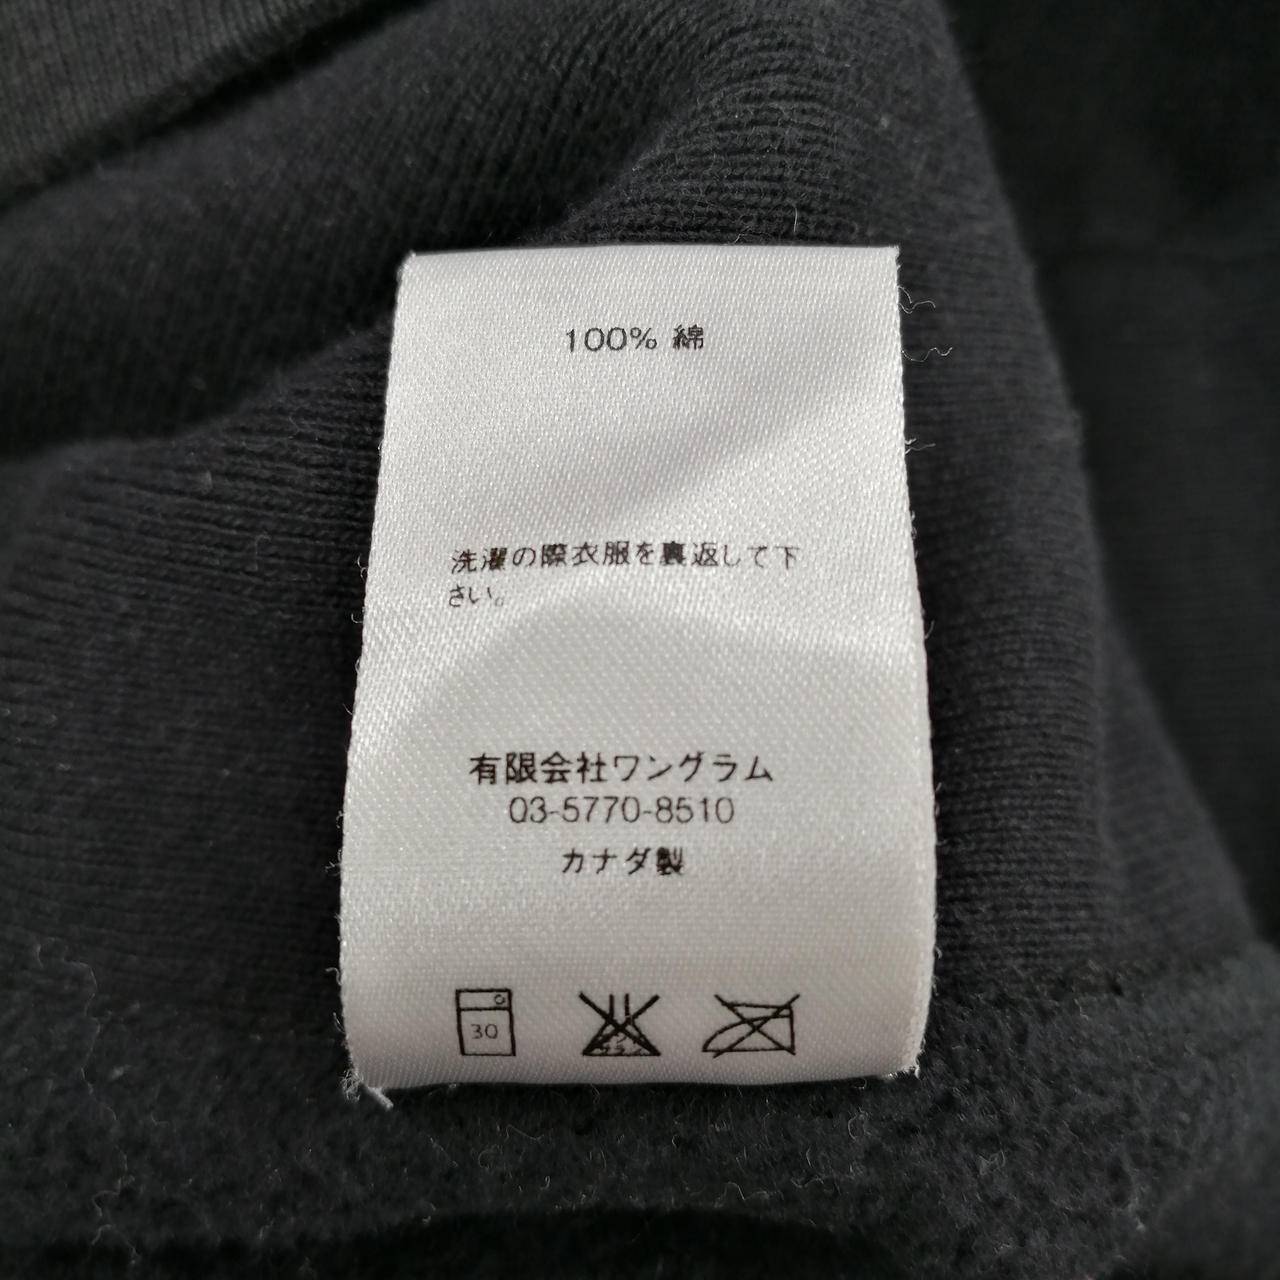 100% 綿
洗濯の際衣服を裏返して下
さい。
有限会社ワングラム
03-5770-8510
カナダ製
30